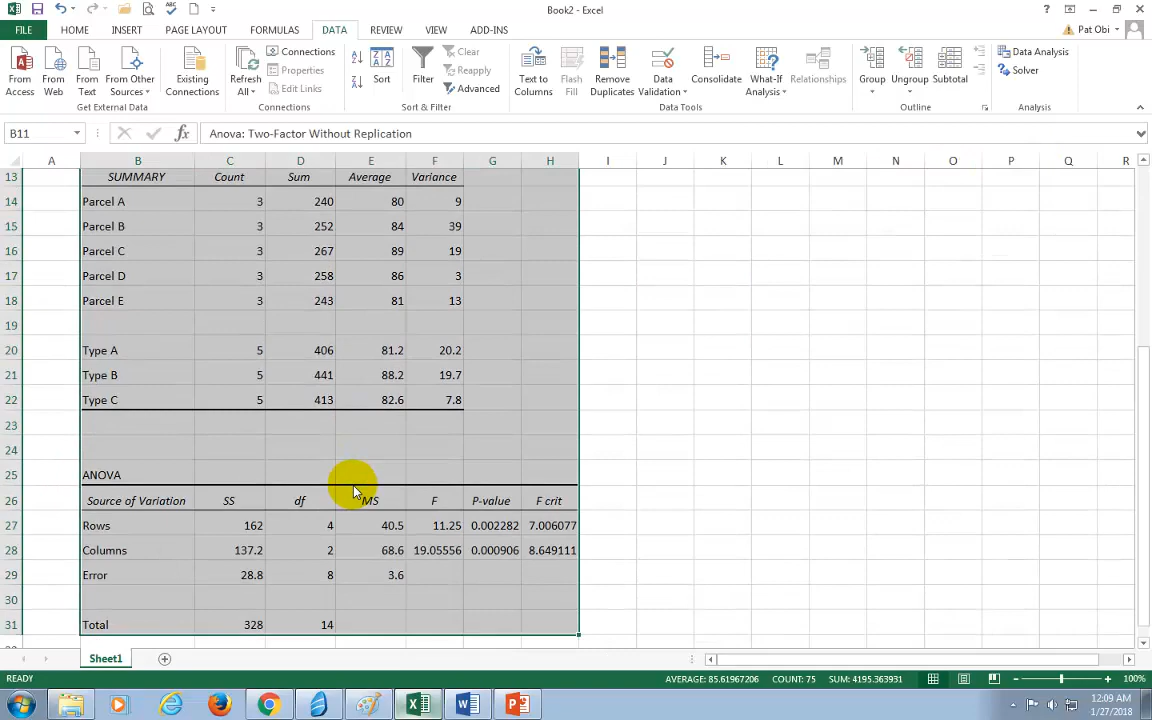 Book2 - Excel
FILE HOME INSERT PAGE LAYOUT FORMULAS DATA REVIEW VIEW ADD-INS Pat Obi
From Access
From Web
From Text
From Other Sources
Existing Connections
Refresh All
Connections
Properties
Edit Links
Sort
Filter
Clear
Reapply
Advanced
Text to Columns
Flash Fill
Remove Duplicates
Data Validation
Consolidate
What-If Analysis
Relationships
Group
Ungroup
Subtotal
Data Analysis
Solver
Get External Data Connections Sort & Filter Data Tools Outline Analysis
B11 fx Anova: Two-Factor Without Replication
A B C D E F G H I J K L M N O P Q R
13 SUMMARY Count Sum Average Variance
14 Parcel A 3 240 80 9
15 Parcel B 3 252 84 39
16 Parcel C 3 267 89 19
17 Parcel D 3 258 86 3
18 Parcel E 3 243 81 13
19
20 Type A 5 406 81.2 20.2
21 Type B 5 441 88.2 19.7
22 Type C 5 413 82.6 7.8
23
24
25 ANOVA
26 Source of Variation SS df MS F P-value F crit
27 Rows 162 4 40.5 11.25 0.002282 7.006077
28 Columns 137.2 2 68.6 19.05556 0.000906 8.649111
29 Error 28.8 8 3.6
30
31 Total 328 14
Sheet1
READY AVERAGE: 85.61967206 COUNT: 75 SUM: 4195.363931 100%
12:09 AM
1/27/2018